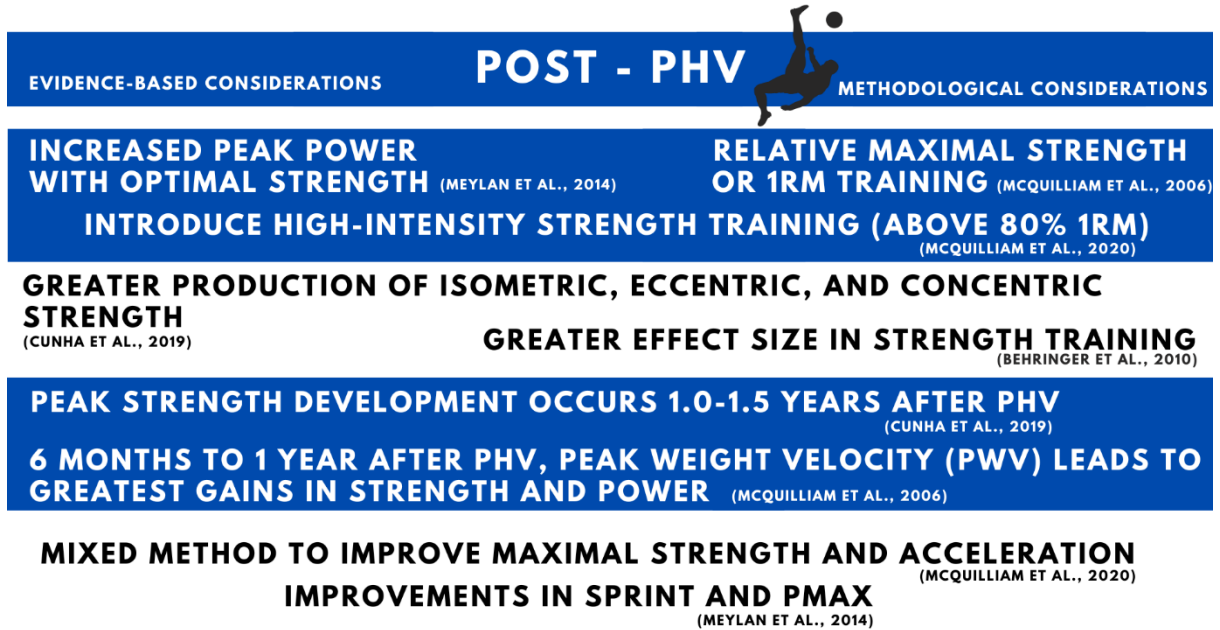 POST - PHV
EVIDENCE-BASED CONSIDERATIONS
METHODOLOGICAL CONSIDERATIONS
INCREASED PEAK POWER
WITH OPTIMAL STRENGTH (MEYLAN ET AL., 2014)
RELATIVE MAXIMAL STRENGTH
OR 1RM TRAINING (MCQUILLIAM ET AL., 2006)
INTRODUCE HIGH-INTENSITY STRENGTH TRAINING (ABOVE 80% 1RM)
(MCQUILLIAM ET AL., 2020)
GREATER PRODUCTION OF ISOMETRIC, ECCENTRIC, AND CONCENTRIC
STRENGTH
(CUNHA ET AL., 2019)
GREATER EFFECT SIZE IN STRENGTH TRAINING
(BEHRINGER ET AL., 2010)
PEAK STRENGTH DEVELOPMENT OCCURS 1.0-1.5 YEARS AFTER PHV
(CUNHA ET AL., 2019)
6 MONTHS TO 1 YEAR AFTER PHV, PEAK WEIGHT VELOCITY (PWV) LEADS TO
GREATEST GAINS IN STRENGTH AND POWER (MCQUILLIAM ET AL., 2006)
MIXED METHOD TO IMPROVE MAXIMAL STRENGTH AND ACCELERATION
(MCQUILLIAM ET AL., 2020)
IMPROVEMENTS IN SPRINT AND PMAX
(MEYLAN ET AL., 2014)